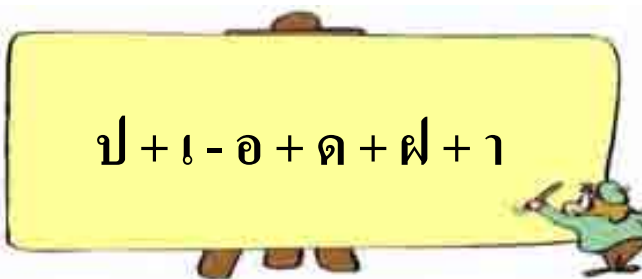 ป + เ - อ + ด + ฝ + า